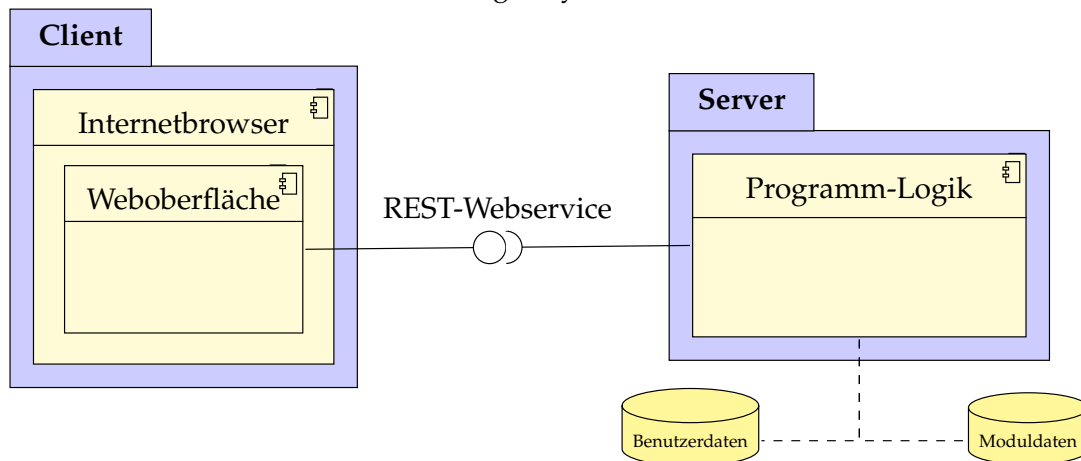 Client
Internetbrowser
Weboberfläche
REST-Webservice
Server
Programm-Logik
Benutzerdaten
Moduldaten